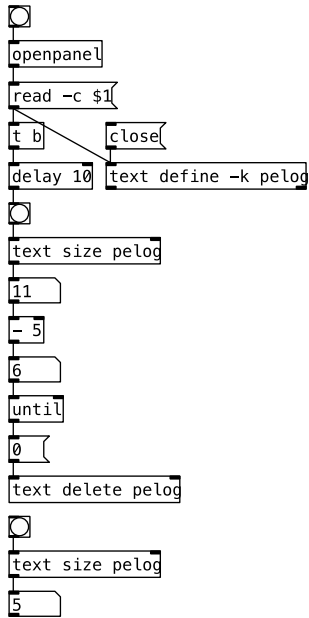 openpanel
read -c $1
t b
close
delay 10
text define -k pelog
text size pelog
11
- 5
6
until
0
text delete pelog
text size pelog
5